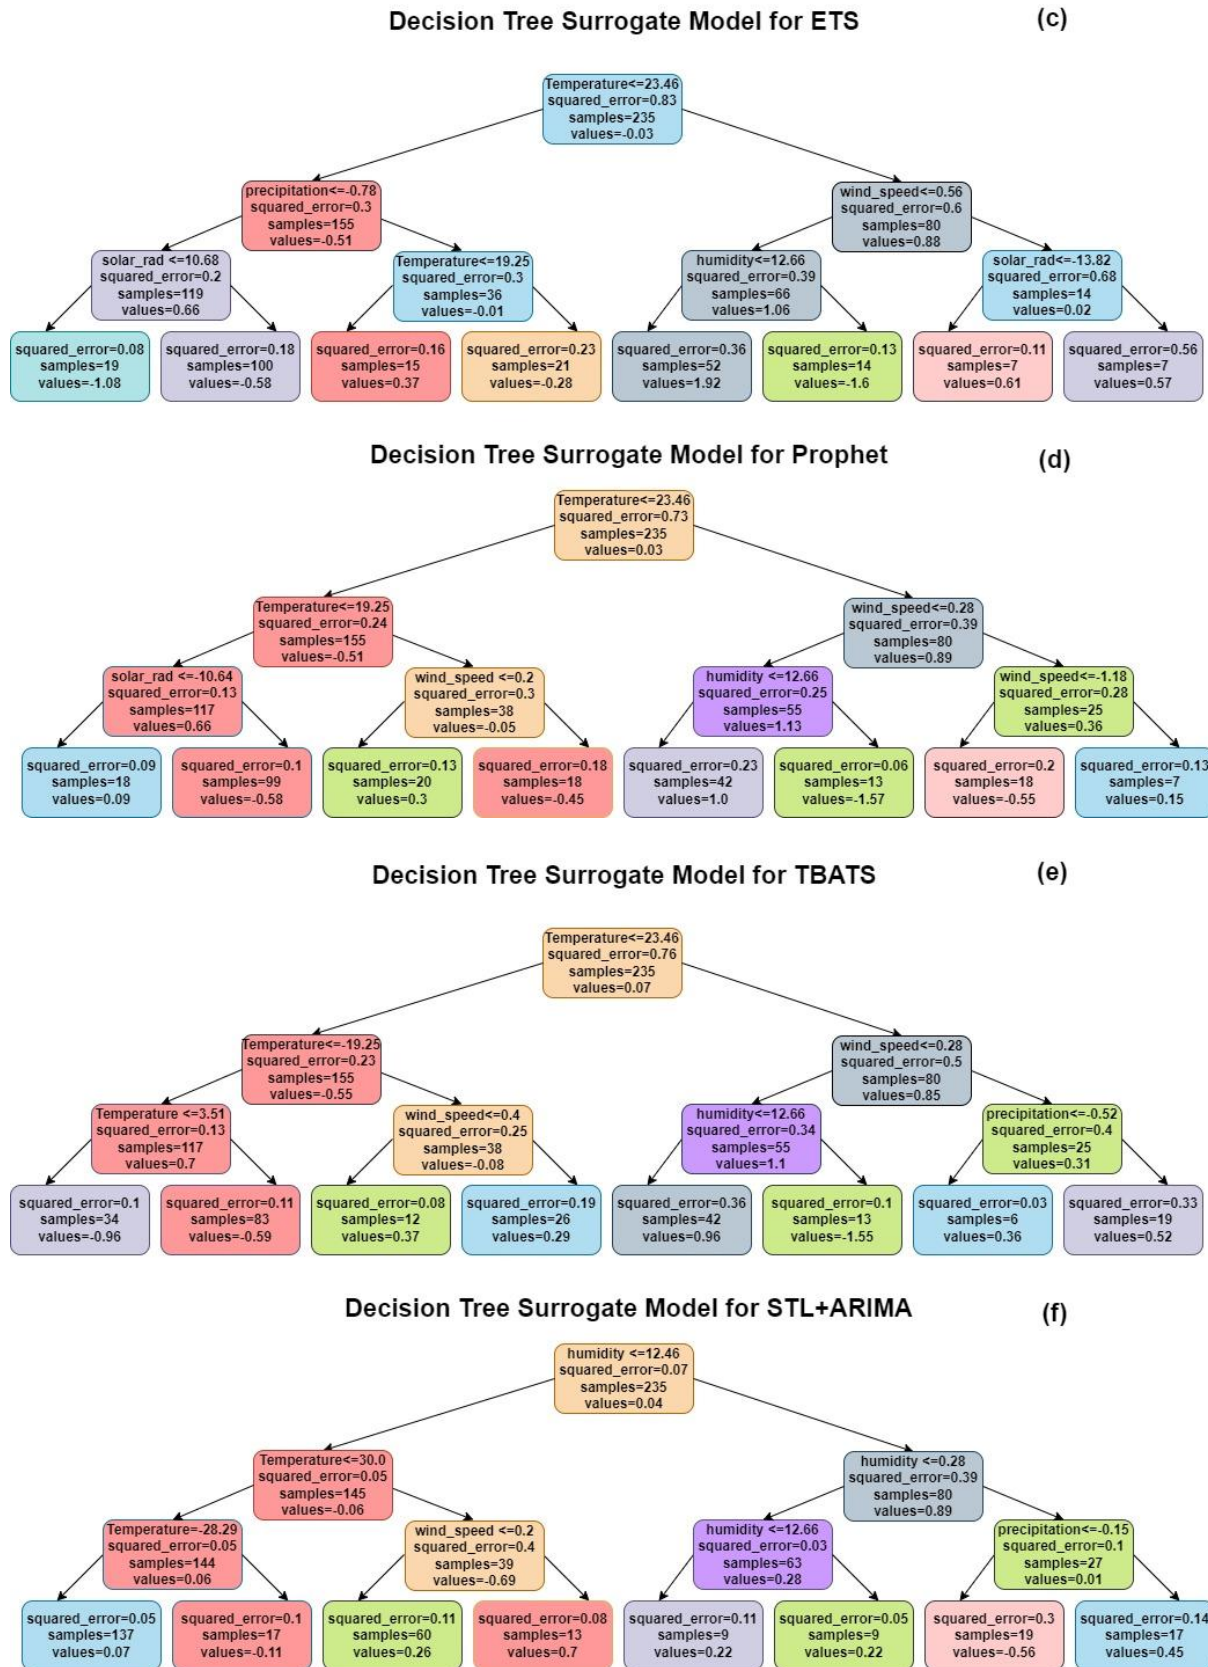 Decision Tree Surrogate Model for ETS
(c)
Temperature<=23.46
squared_error=0.83
samples=235
values=-0.03
precipitation<=-0.78
squared_error=0.3
samples=155
values=-0.51
wind_speed<=0.56
squared_error=0.6
samples=80
values=0.88
solar_rad <=10.68
squared_error=0.2
samples=119
values=0.66
Temperature<=19.25
squared_error=0.3
samples=36
values=-0.01
humidity<=12.66
squared_error=0.39
samples=66
values=1.06
solar_rad<=-13.82
squared_error=0.68
samples=14
values=0.02
squared_error=0.08
samples=19
values=-1.08
squared_error=0.18
samples=100
values=-0.58
squared_error=0.16
samples=15
values=0.37
squared_error=0.23
samples=21
values=-0.28
squared_error=0.36
samples=52
values=1.92
squared_error=0.13
samples=14
values=-1.6
squared_error=0.11
samples=7
values=0.61
squared_error=0.56
samples=7
values=0.57
Decision Tree Surrogate Model for Prophet
(d)
Temperature<=23.46
squared_error=0.73
samples=235
values=0.03
Temperature<=19.25
squared_error=0.24
samples=155
values=-0.51
wind_speed<=0.28
squared_error=0.39
samples=80
values=0.89
solar_rad <=-10.64
squared_error=0.13
samples=117
values=0.66
wind_speed <=0.2
squared_error=0.3
samples=38
values=-0.05
humidity <=12.66
squared_error=0.25
samples=55
values=1.13
wind_speed<=-1.18
squared_error=0.28
samples=25
values=0.36
squared_error=0.09
samples=18
values=0.09
squared_error=0.1
samples=99
values=-0.58
squared_error=0.13
samples=20
values=0.3
squared_error=0.18
samples=18
values=-0.45
squared_error=0.23
samples=42
values=1.0
squared_error=0.06
samples=13
values=-1.57
squared_error=0.2
samples=18
values=-0.55
squared_error=0.13
samples=7
values=0.15
Decision Tree Surrogate Model for TBATS
(e)
Temperature<=23.46
squared_error=0.76
samples=235
values=0.07
Temperature<=-19.25
squared_error=0.23
samples=155
values=-0.55
wind_speed<=0.28
squared_error=0.5
samples=80
values=0.85
Temperature <=3.51
squared_error=0.13
samples=117
values=0.7
wind_speed<=0.4
squared_error=0.25
samples=38
values=-0.08
humidity<=12.66
squared_error=0.34
samples=55
values=1.1
precipitation<=-0.52
squared_error=0.4
samples=25
values=0.31
squared_error=0.1
samples=34
values=-0.96
squared_error=0.11
samples=83
values=-0.59
squared_error=0.08
samples=12
values=0.37
squared_error=0.19
samples=26
values=0.29
squared_error=0.36
samples=42
values=0.96
squared_error=0.1
samples=13
values=-1.55
squared_error=0.03
samples=6
values=0.36
squared_error=0.33
samples=19
values=0.52
Decision Tree Surrogate Model for STL+ARIMA
(f)
humidity <=12.46
squared_error=0.07
samples=235
values=0.04
Temperature<=30.0
squared_error=0.05
samples=145
values=-0.06
humidity <=0.28
squared_error=0.39
samples=80
values=0.89
Temperature=-28.29
squared_error=0.05
samples=144
values=0.06
wind_speed <=0.2
squared_error=0.4
samples=39
values=-0.69
humidity <=12.66
squared_error=0.03
samples=63
values=0.28
precipitation<=-0.15
squared_error=0.1
samples=27
values=0.01
squared_error=0.05
samples=137
values=0.07
squared_error=0.1
samples=17
values=-0.11
squared_error=0.11
samples=60
values=0.26
squared_error=0.08
samples=13
values=0.7
squared_error=0.11
samples=9
values=0.22
squared_error=0.05
samples=9
values=0.22
squared_error=0.3
samples=19
values=-0.56
squared_error=0.14
samples=17
values=0.45